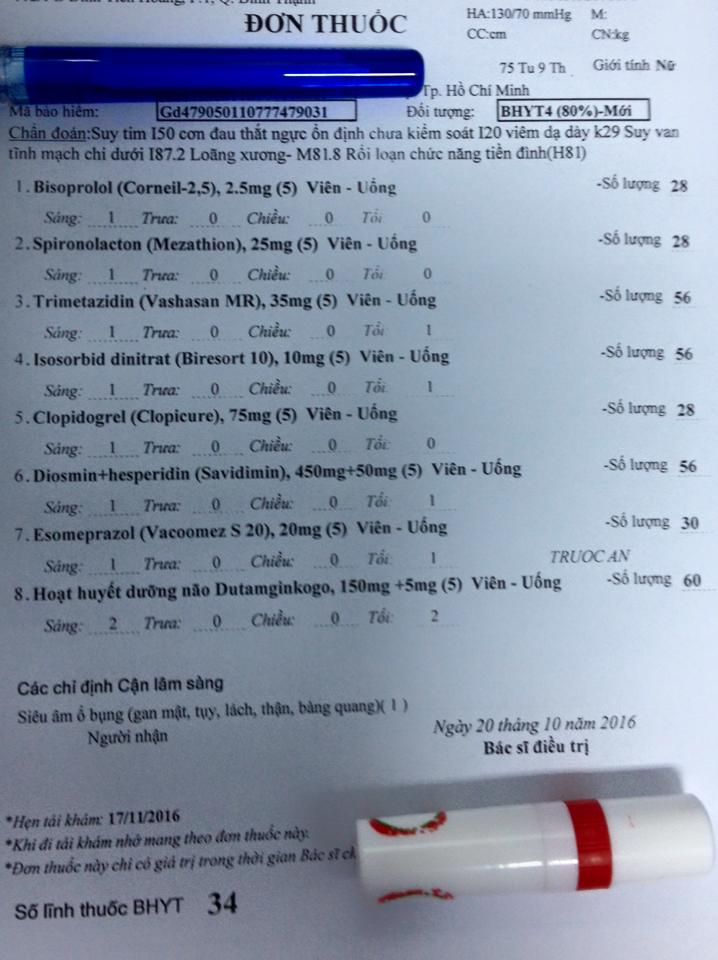 ĐƠN THUỐC
HA:130/70 mmHg M:
CC:cm CN:kg
75 Tu 9 Th Giới tính Nữ
Tp. Hồ Chí Minh
Mã bảo hiểm: Gd479050110777479031 Đối tượng: BHYT4 (80%)-Mới
Chẩn đoán:Suy tim I50 cơn đau thắt ngực ổn định chưa kiểm soát I20 viêm dạ dày k29 Suy van
tĩnh mạch chi dưới I87.2 Loãng xương- M81.8 Rối loạn chức năng tiền đình(H81)
1. Bisoprolol (Corneil-2,5), 2.5mg (5) Viên - Uống -Số lượng 28
Sáng: 1 Trưa: 0 Chiều: 0 Tối: 0
2. Spironolacton (Mezathion), 25mg (5) Viên - Uống -Số lượng 28
Sáng: 1 Trưa: 0 Chiều: 0 Tối: 0
3. Trimetazidin (Vashasan MR), 35mg (5) Viên - Uống -Số lượng 56
Sáng: 1 Trưa: 0 Chiều: 0 Tối: 1
4. Isosorbid dinitrat (Biresort 10), 10mg (5) Viên - Uống -Số lượng 56
Sáng: 1 Trưa: 0 Chiều: 0 Tối: 1
5. Clopidogrel (Clopicure), 75mg (5) Viên - Uống -Số lượng 28
Sáng: 1 Trưa: 0 Chiều: 0 Tối: 0
6. Diosmin+hesperidin (Savidimin), 450mg+50mg (5) Viên - Uống -Số lượng 56
Sáng: 1 Trưa: 0 Chiều: 0 Tối: 1
7. Esomeprazol (Vacoomez S 20), 20mg (5) Viên - Uống -Số lượng 30
Sáng: 1 Trưa: 0 Chiều: 0 Tối: 1 TRUOC AN
8. Hoạt huyết dưỡng não Dutamginkogo, 150mg +5mg (5) Viên - Uống -Số lượng 60
Sáng: 2 Trưa: 0 Chiều: 0 Tối: 2
Các chỉ định Cận lâm sàng
Siêu âm ổ bụng (gan mật, tụy, lách, thận, bàng quang)( 1 )
Người nhận
Ngày 20 tháng 10 năm 2016
Bác sĩ điều trị
*Hẹn tái khám: 17/11/2016
*Khi đi tái khám nhớ mang theo đơn thuốc này.
*Đơn thuốc này chỉ có giá trị trong thời gian Bác sĩ
Số lĩnh thuốc BHYT 34